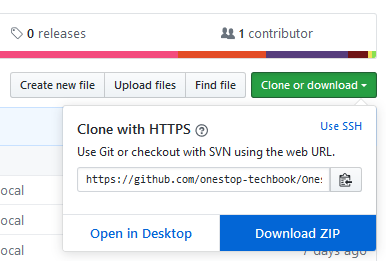 0 releases
1 contributor
Create new file
Upload files
Find file
Clone or download
Clone with HTTPS
Use SSH
Use Git or checkout with SVN using the web URL.
https://github.com/onestop-techbook/One
Open in Desktop
Download ZIP
ocal
ocal
ocal
7 days ago